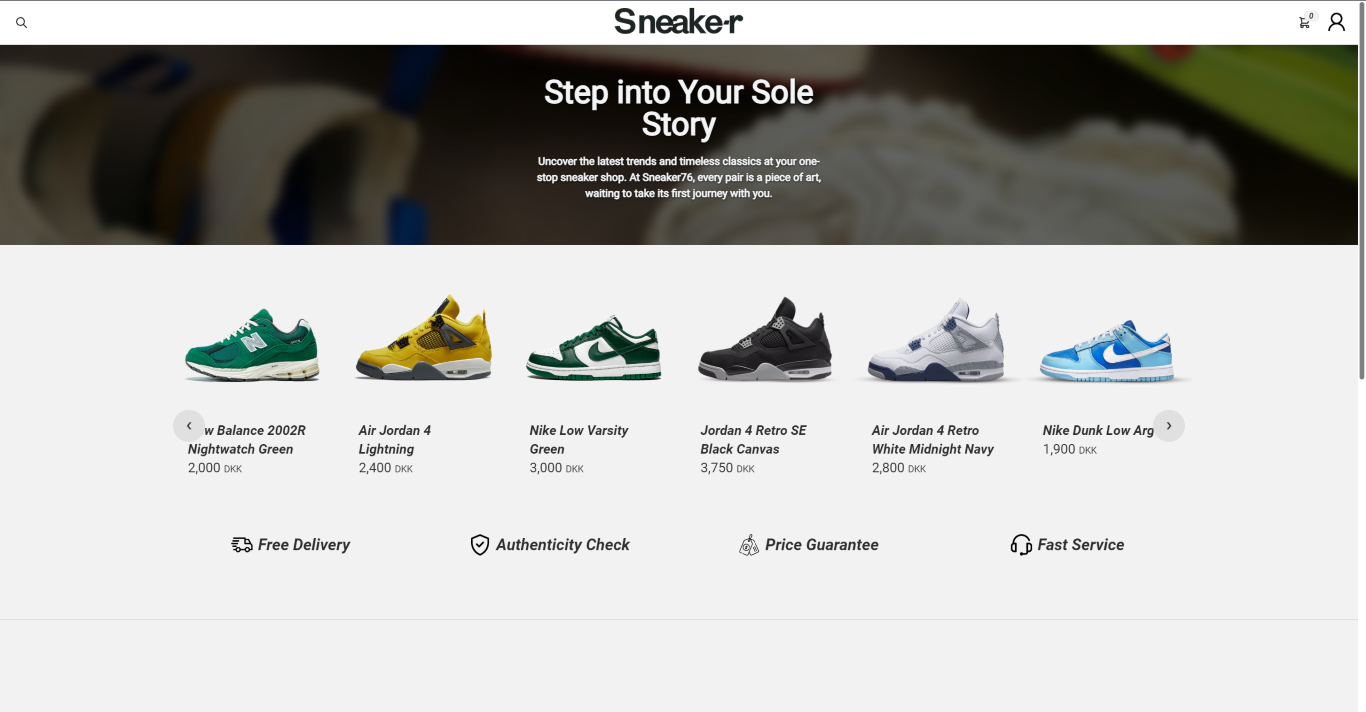 Sneaker
0
Step into Your Sole
Story
Uncover the latest trends and timeless classics at your one-
stop sneaker shop. At Sneaker76, every pair is a piece of art,
waiting to take its first journey with you.
w Balance 2002R
Nightwatch Green
2,000 DKK
Air Jordan 4
Lightning
2,400 DKK
Nike Low Varsity
Green
3,000 DKK
Jordan 4 Retro SE
Black Canvas
3,750 DKK
Air Jordan 4 Retro
White Midnight Navy
2,800 DKK
Nike Dunk Low Arg
1,900 DKK
Free Delivery
Authenticity Check
Price Guarantee
Fast Service